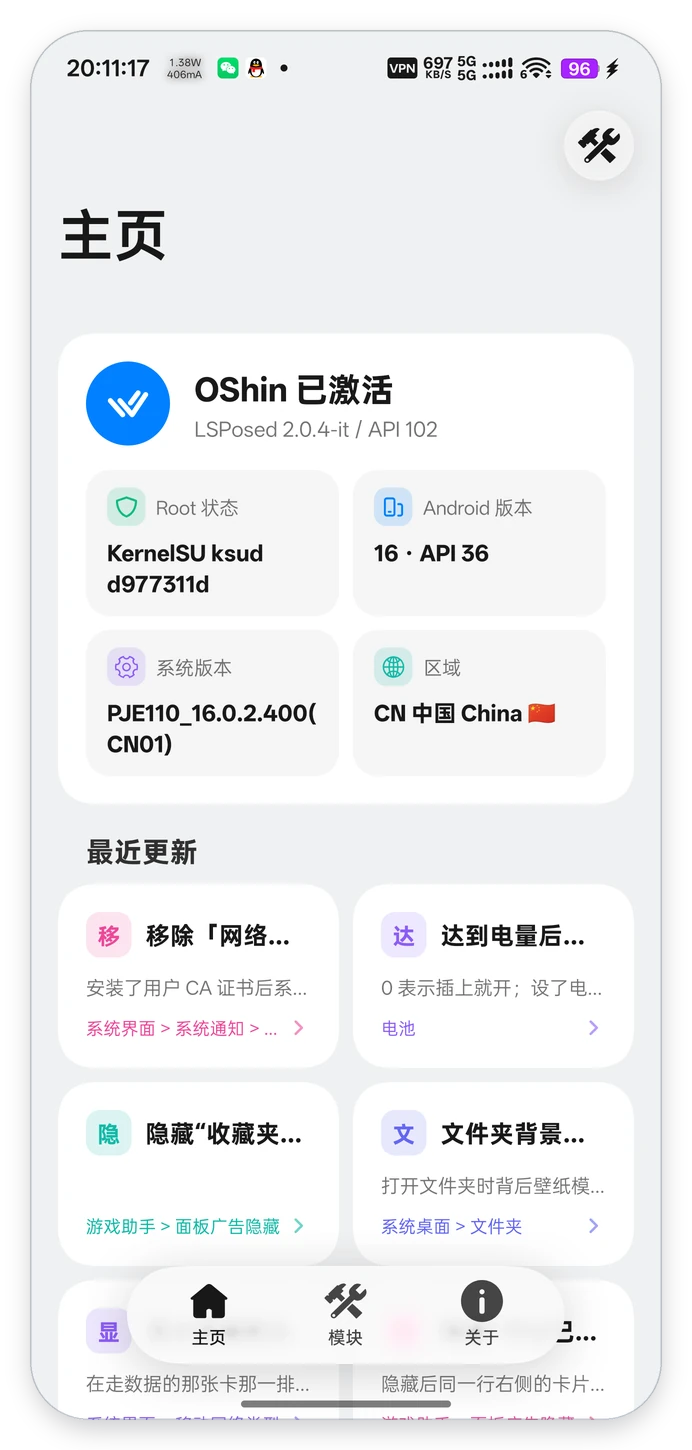 20:11:17 1.38W 406mA VPN 697 KB/S 5G 5G 6 96
主页
OShin 已激活
LSPosed 2.0.4-it / API 102
Root 状态
KernelSU ksud
d977311d
Android 版本
16 · API 36
系统版本
PJE110_16.0.2.400(
CN01)
区域
CN 中国 China 🇨🇳
最近更新
移 移除「网络...
安装了用户 CA 证书后系...
系统界面 > 系统通知 > ...
达 达到电量后...
0 表示插上就开；设了电...
电池
隐 隐藏“收藏夹...
游戏助手 > 面板广告隐藏
文 文件夹背景...
打开文件夹时背后壁纸模...
系统桌面 > 文件夹
显
在走数据的那张卡那一排...
隐藏后同一行右侧的卡片...
主页
模块
关于